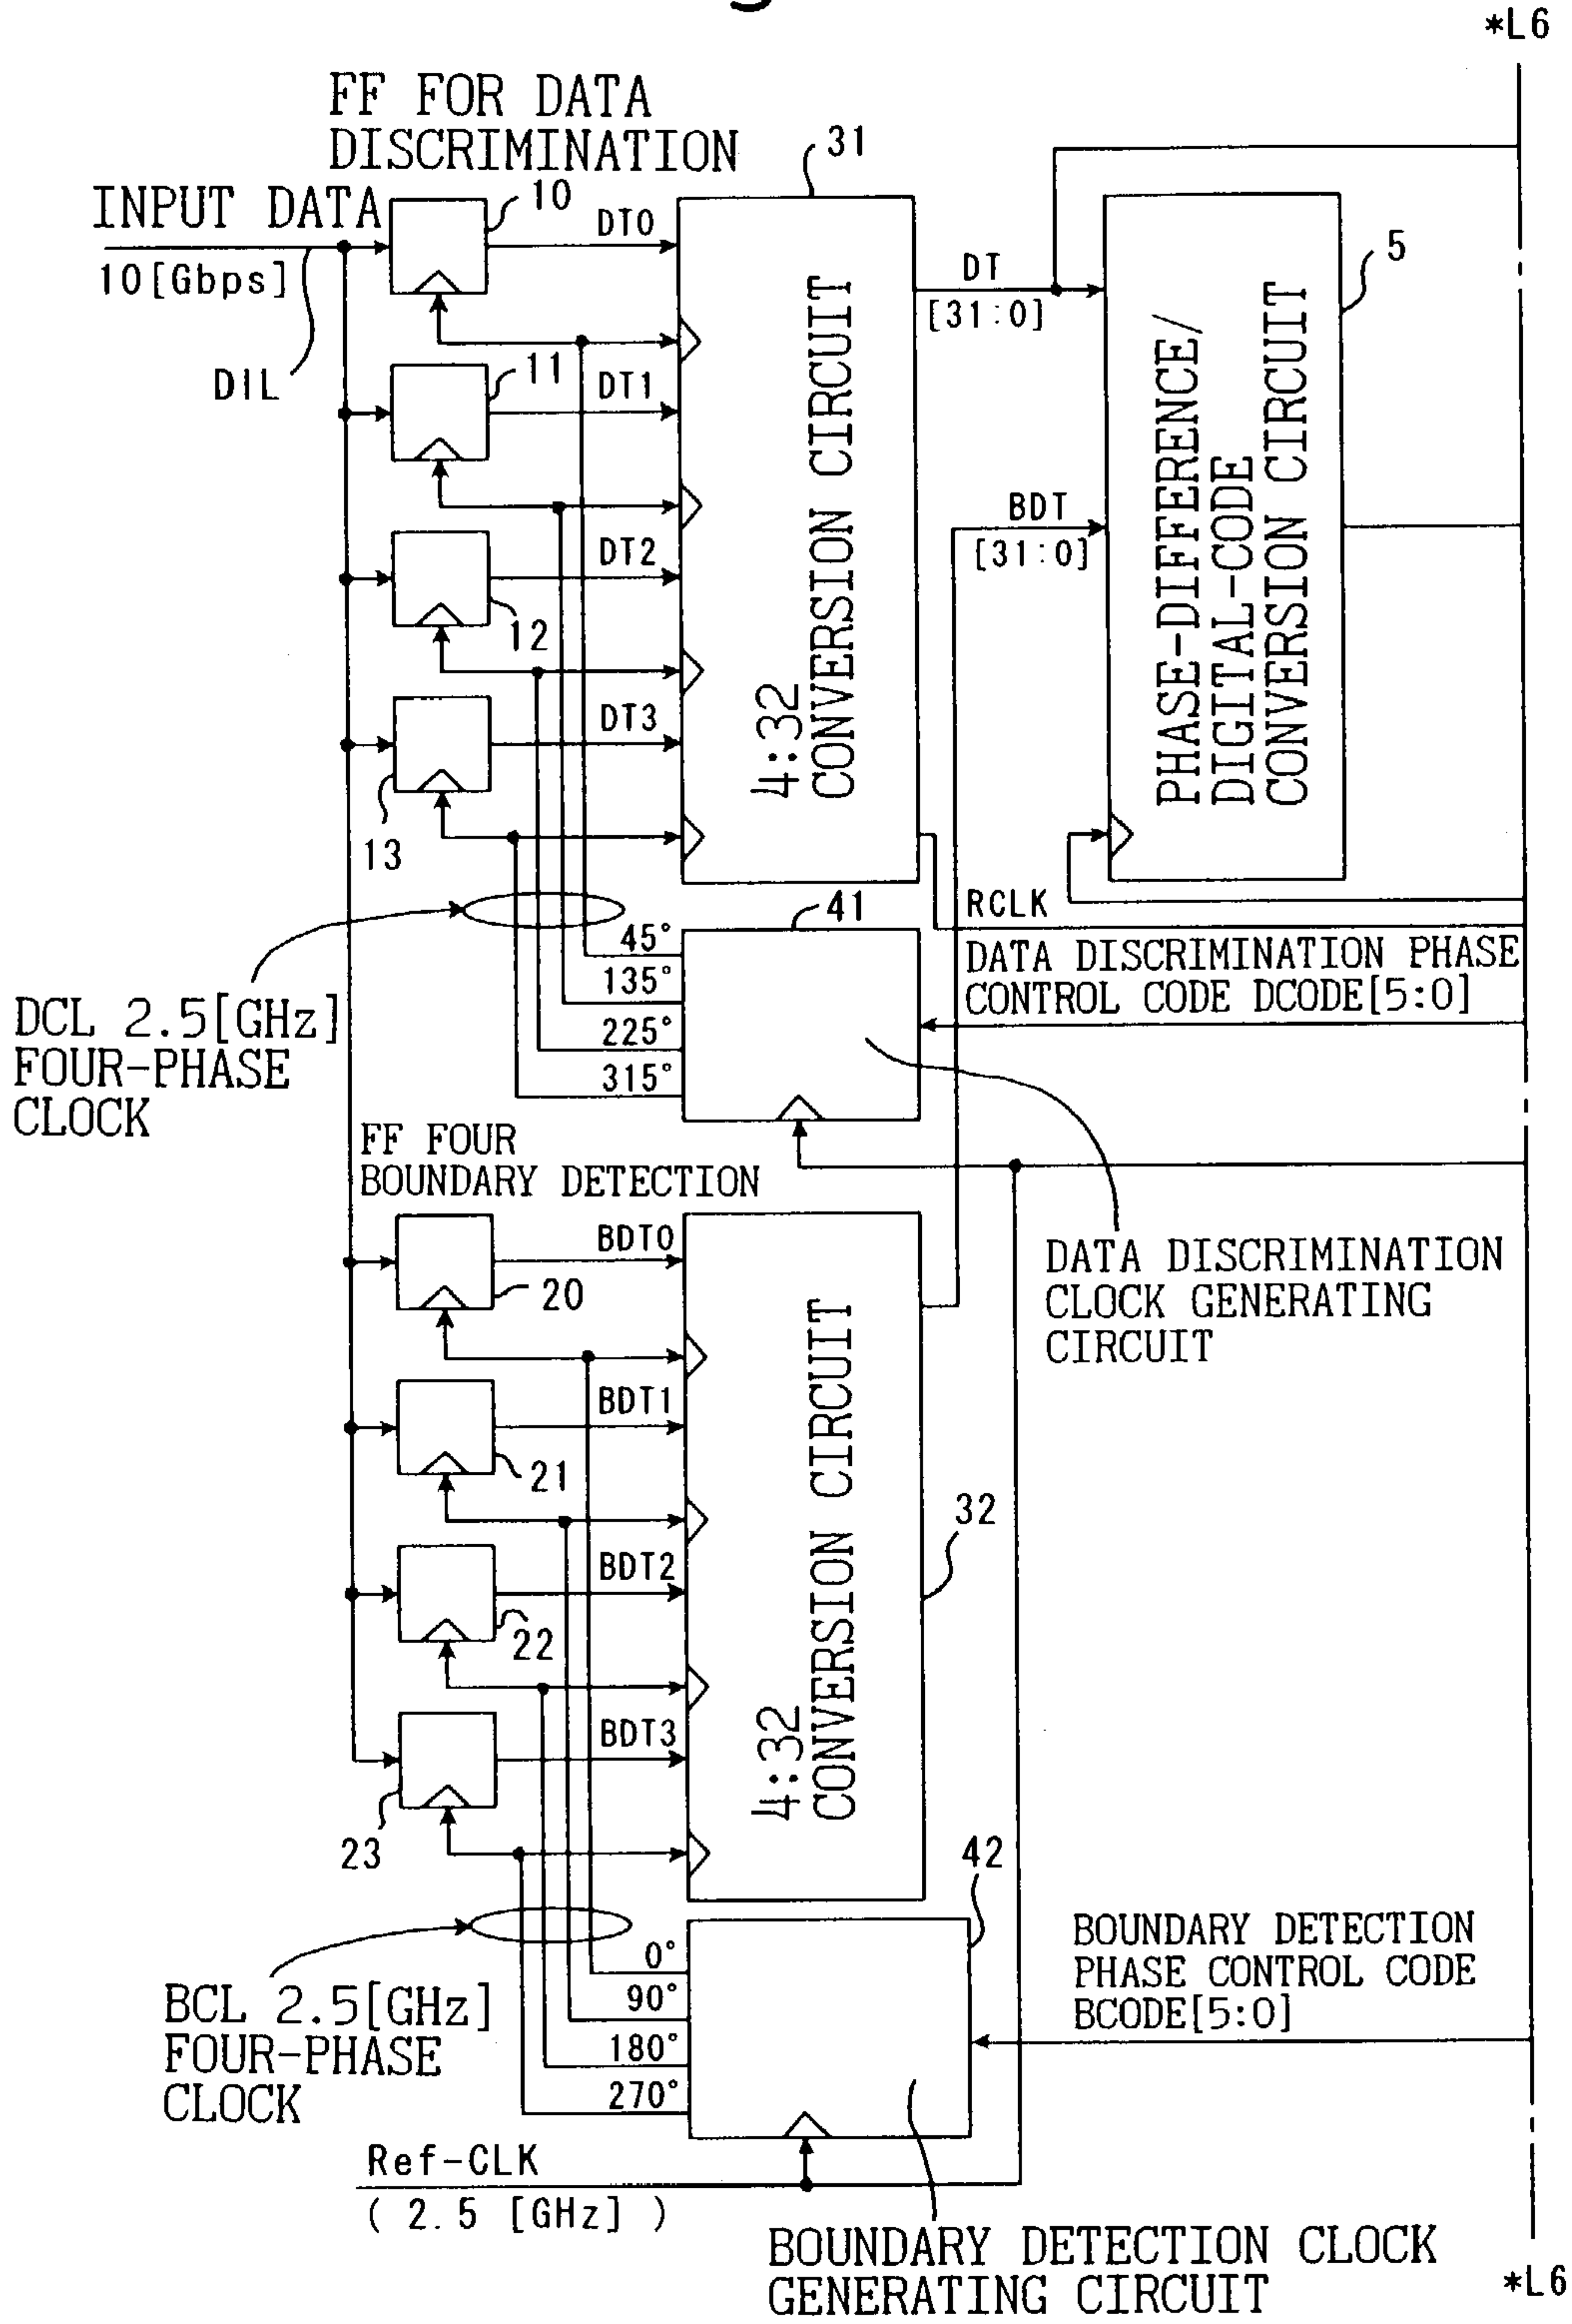 *L6
FF FOR DATA
DISCRIMINATION
31
INPUT DATA
10
DT0
10[Gbps]
DT
[31:0]
5
DIL
11
DT1
4:32
CONVERSION CIRCUIT
PHASE-DIFFERENCE/
DIGITAL-CODE
CONVERSION CIRCUIT
BDT
[31:0]
DT2
12
DT3
13
RCLK
41
45°
135°
225°
315°
DATA DISCRIMINATION PHASE
CONTROL CODE DCODE[5:0]
DCL 2.5[GHz]
FOUR-PHASE
CLOCK
FF FOUR
BOUNDARY DETECTION
BDT0
20
DATA DISCRIMINATION
CLOCK GENERATING
CIRCUIT
BDT1
21
4:32
CONVERSION CIRCUIT
32
BDT2
22
BDT3
23
42
0°
90°
180°
270°
BOUNDARY DETECTION
PHASE CONTROL CODE
BCODE[5:0]
BCL 2.5[GHz]
FOUR-PHASE
CLOCK
Ref-CLK
( 2.5 [GHz] )
BOUNDARY DETECTION CLOCK
GENERATING CIRCUIT
*L6